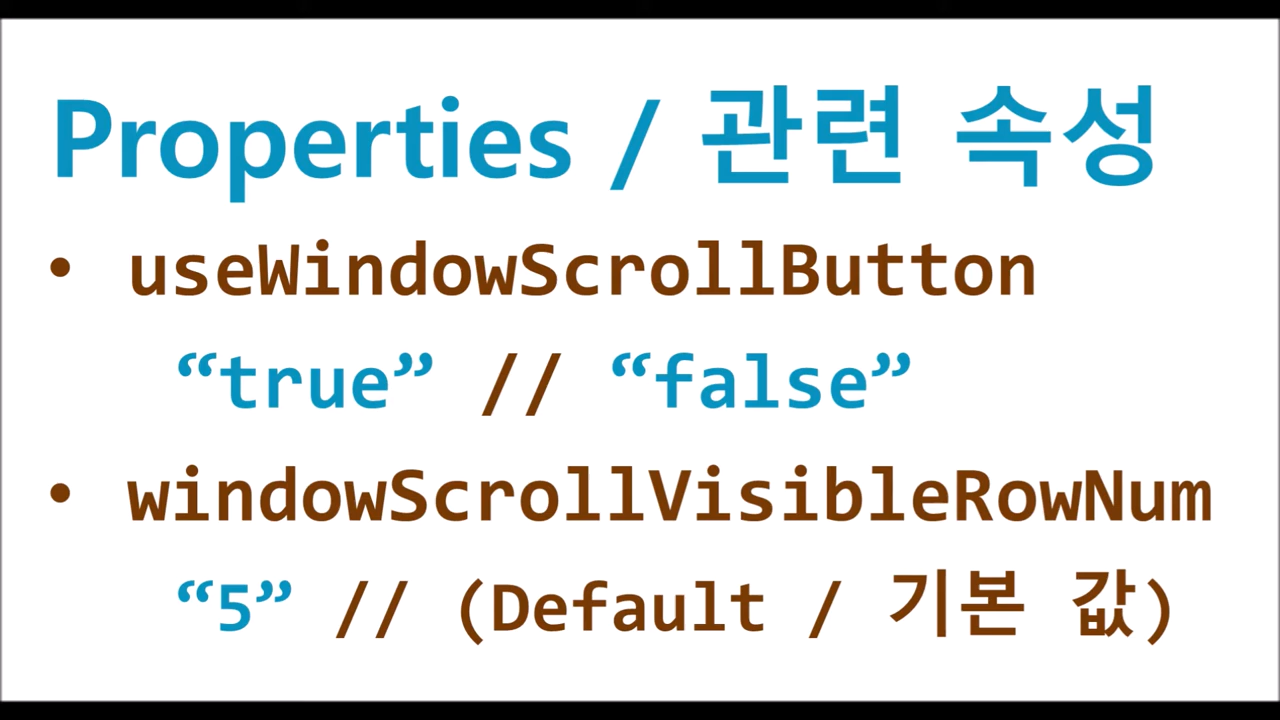 Properties / 관련 속성
• useWindowScrollButton
“true” // “false”
• windowScrollVisibleRowNum
“5” // (Default / 기본 값)